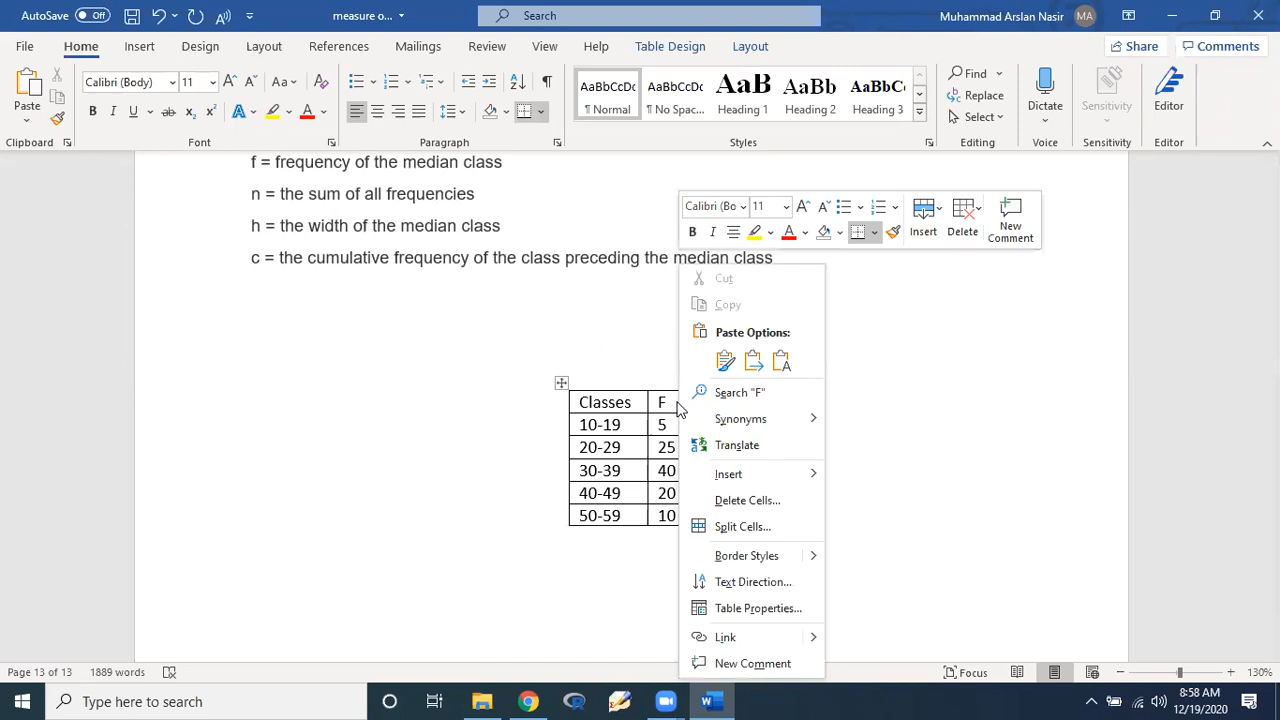 AutoSave Off measure o... Search Muhammad Arslan Nasir MA
File Home Insert Design Layout References Mailings Review View Help Table Design Layout Share Comments
Paste Calibri (Body) 11 Aa AaBbCcDc AaBbCcDc AaB AaBbC AaBbC Find Replace Select Dictate Sensitivity Editor
¶ Normal ¶ No Spac... Heading 1 Heading 2 Heading 3
Clipboard Font Paragraph Styles Editing Voice Sensitivity Editor
f = frequency of the median class
n = the sum of all frequencies
h = the width of the median class
c = the cumulative frequency of the class preceding the median class
Calibri (Bo 11 Insert Delete New Comment
Cut
Copy
Paste Options:
Search "F"
Synonyms
Translate
Insert
Delete Cells...
Split Cells...
Border Styles
Text Direction...
Table Properties...
Link
New Comment
Classes F
10-19 5
20-29 25
30-39 40
40-49 20
50-59 10
Page 13 of 13 1889 words Focus 130%
Type here to search 8:58 AM
12/19/2020